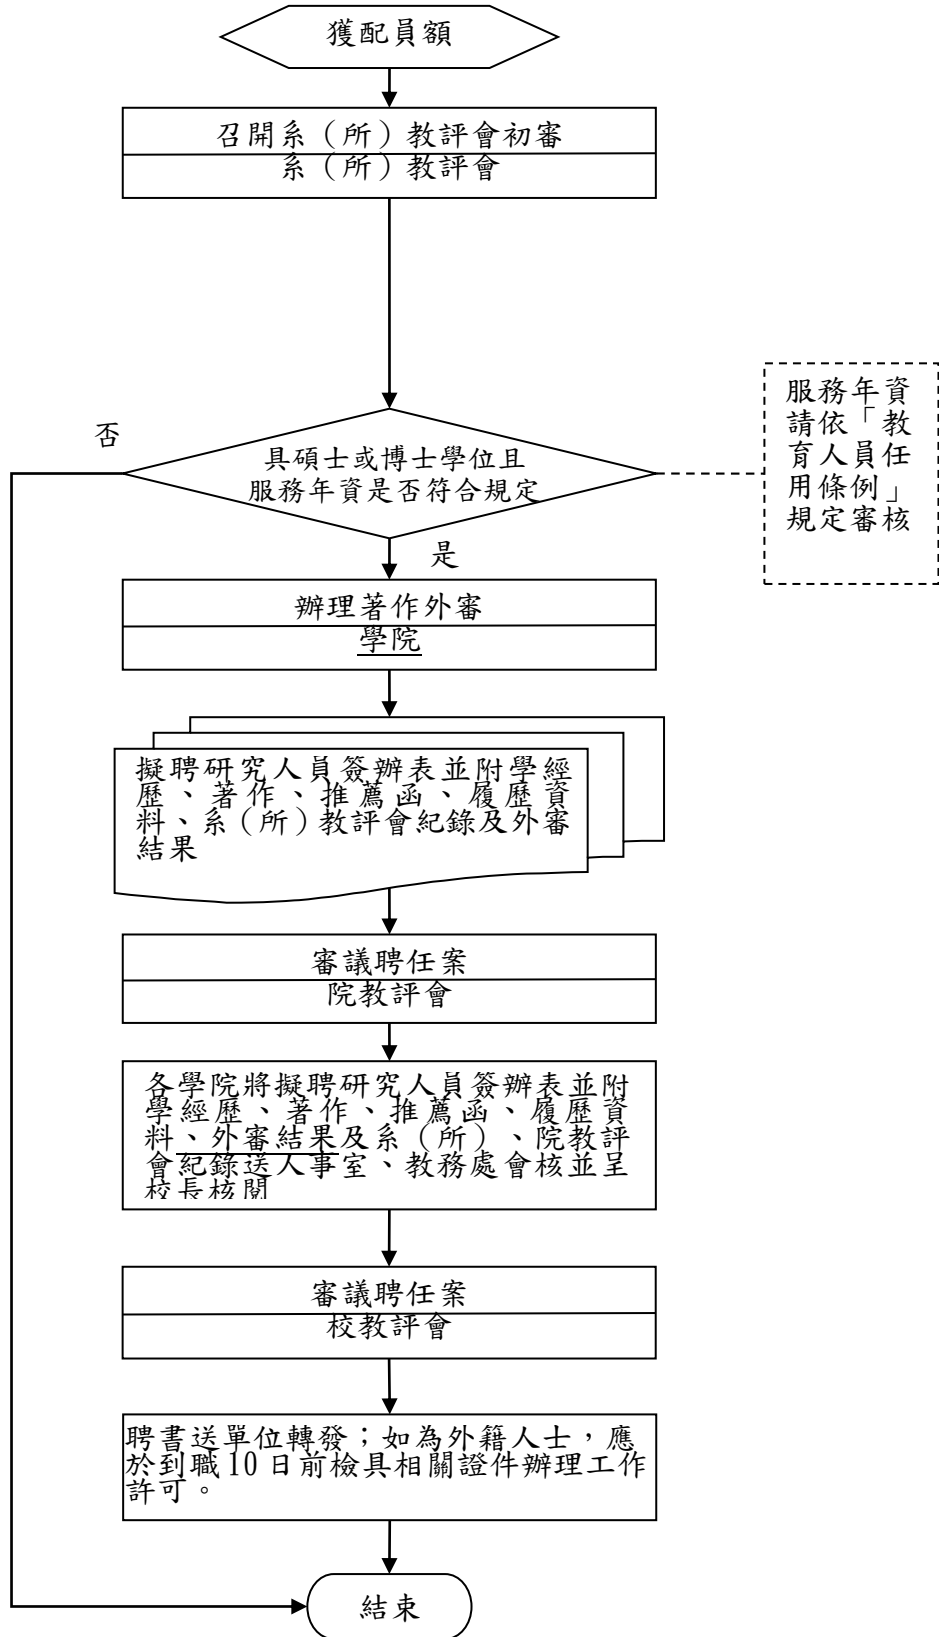 獲配員額
召開系（所）教評會初審
系（所）教評會
否
具碩士或博士學位且
服務年資是否符合規定
服務年資
請依「教
育人員任
用條例」
規定審核
是
辦理著作外審
學院
擬聘研究人員簽辦表並附學經
歷、著作、推薦函、履歷資
料、系（所）教評會紀錄及外審
結果
審議聘任案
院教評會
各學院將擬聘研究人員簽辦表並附
學經歷、著作、推薦函、履歷資
料、外審結果及系（所）、院教評
會紀錄送人事室、教務處會核並呈
校長核閱
審議聘任案
校教評會
聘書送單位轉發；如為外籍人士，應
於到職10日前檢具相關證件辦理工作
許可。
結束